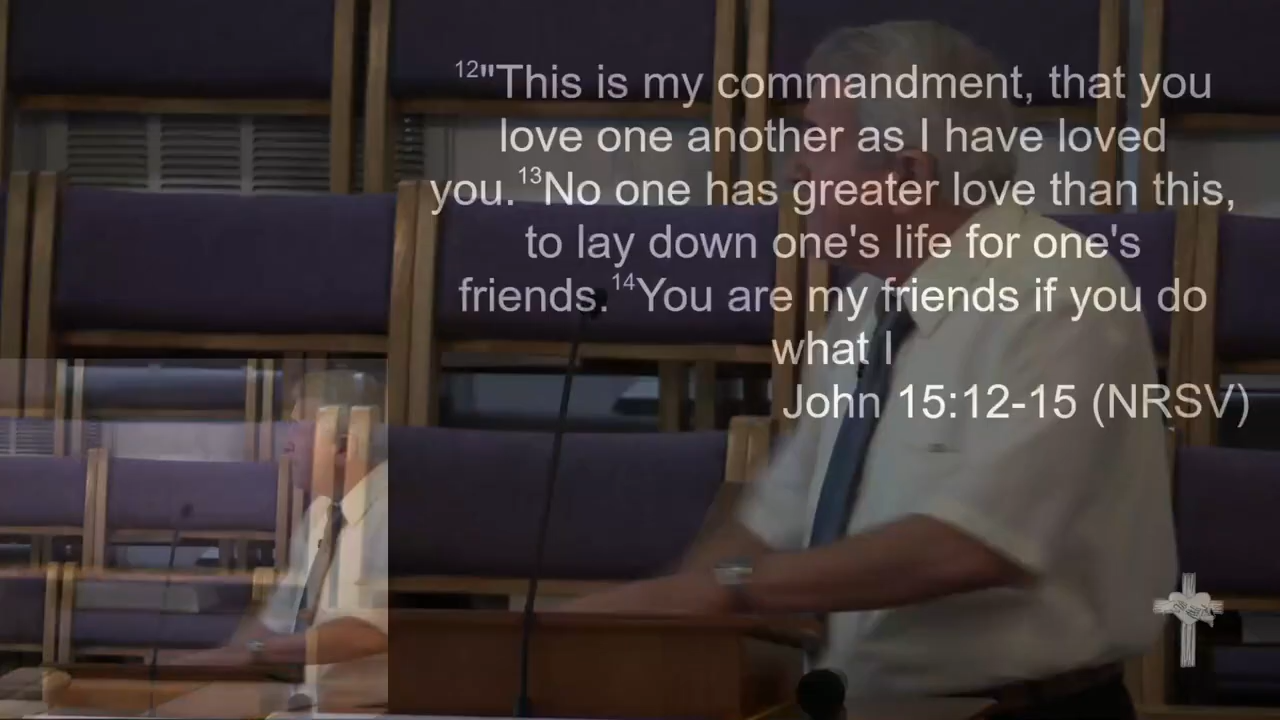 ¹²"This is my commandment, that you
love one another as I have loved
you. ¹³No one has greater love than this,
to lay down one's life for one's
friends. ¹⁴You are my friends if you do
what I
John 15:12-15 (NRSV)